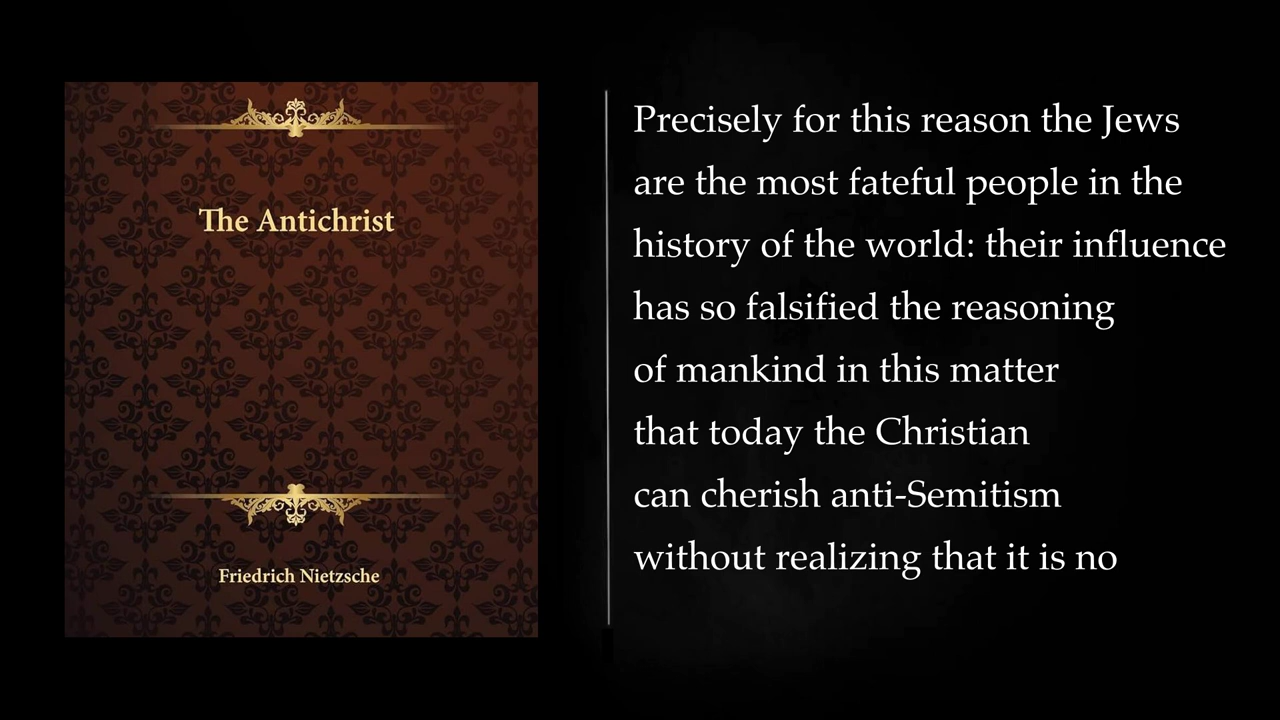 The Antichrist
Friedrich Nietzsche
Precisely for this reason the Jews
are the most fateful people in the
history of the world: their influence
has so falsified the reasoning
of mankind in this matter
that today the Christian
can cherish anti-Semitism
without realizing that it is no